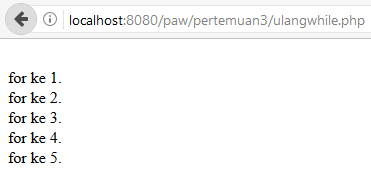 localhost:8080/paw/pertemuan3/ulangwhile.php
for ke 1.
for ke 2.
for ke 3.
for ke 4.
for ke 5.